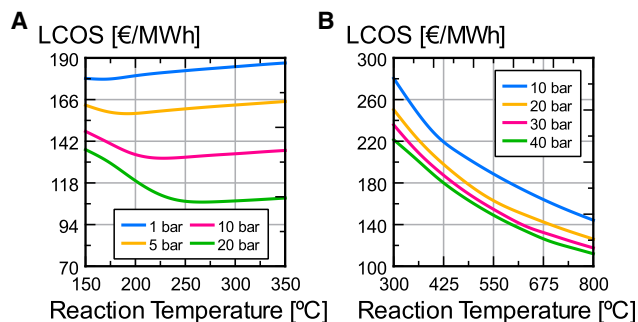 A
LCOS [€/MWh]
190
166
142
118
94
70
1 bar
10 bar
5 bar
20 bar
150
200
250
300
350
Reaction Temperature [ºC]
B
LCOS [€/MWh]
300
260
220
180
140
100
10 bar
20 bar
30 bar
40 bar
300
425
550
675
800
Reaction Temperature [ºC]